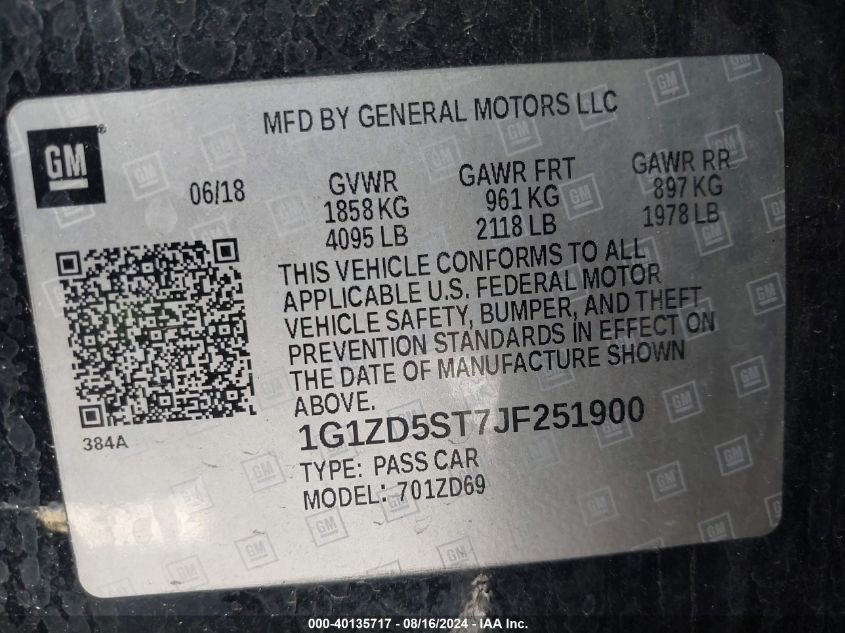 MFD BY GENERAL MOTORS LLC
GM®
06/18
GVWR
1858 KG
4095 LB
GAWR FRT
961 KG
2118 LB
GAWR RR
897 KG
1978 LB
THIS VEHICLE CONFORMS TO ALL
APPLICABLE U.S. FEDERAL MOTOR
VEHICLE SAFETY, BUMPER, AND THEFT
PREVENTION STANDARDS IN EFFECT ON
THE DATE OF MANUFACTURE SHOWN
ABOVE.
384A
1G1ZD5ST7JF251900
TYPE: PASS CAR
MODEL: 701ZD69
000-40135717 - 08/16/2024 - IAA Inc.